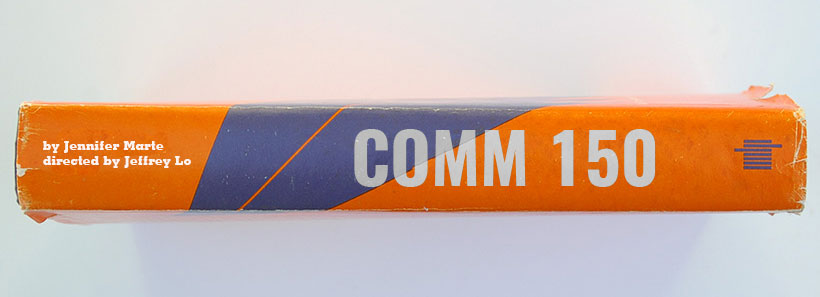 by Jennifer Marte
directed by Jeffrey Lo
COMM 150